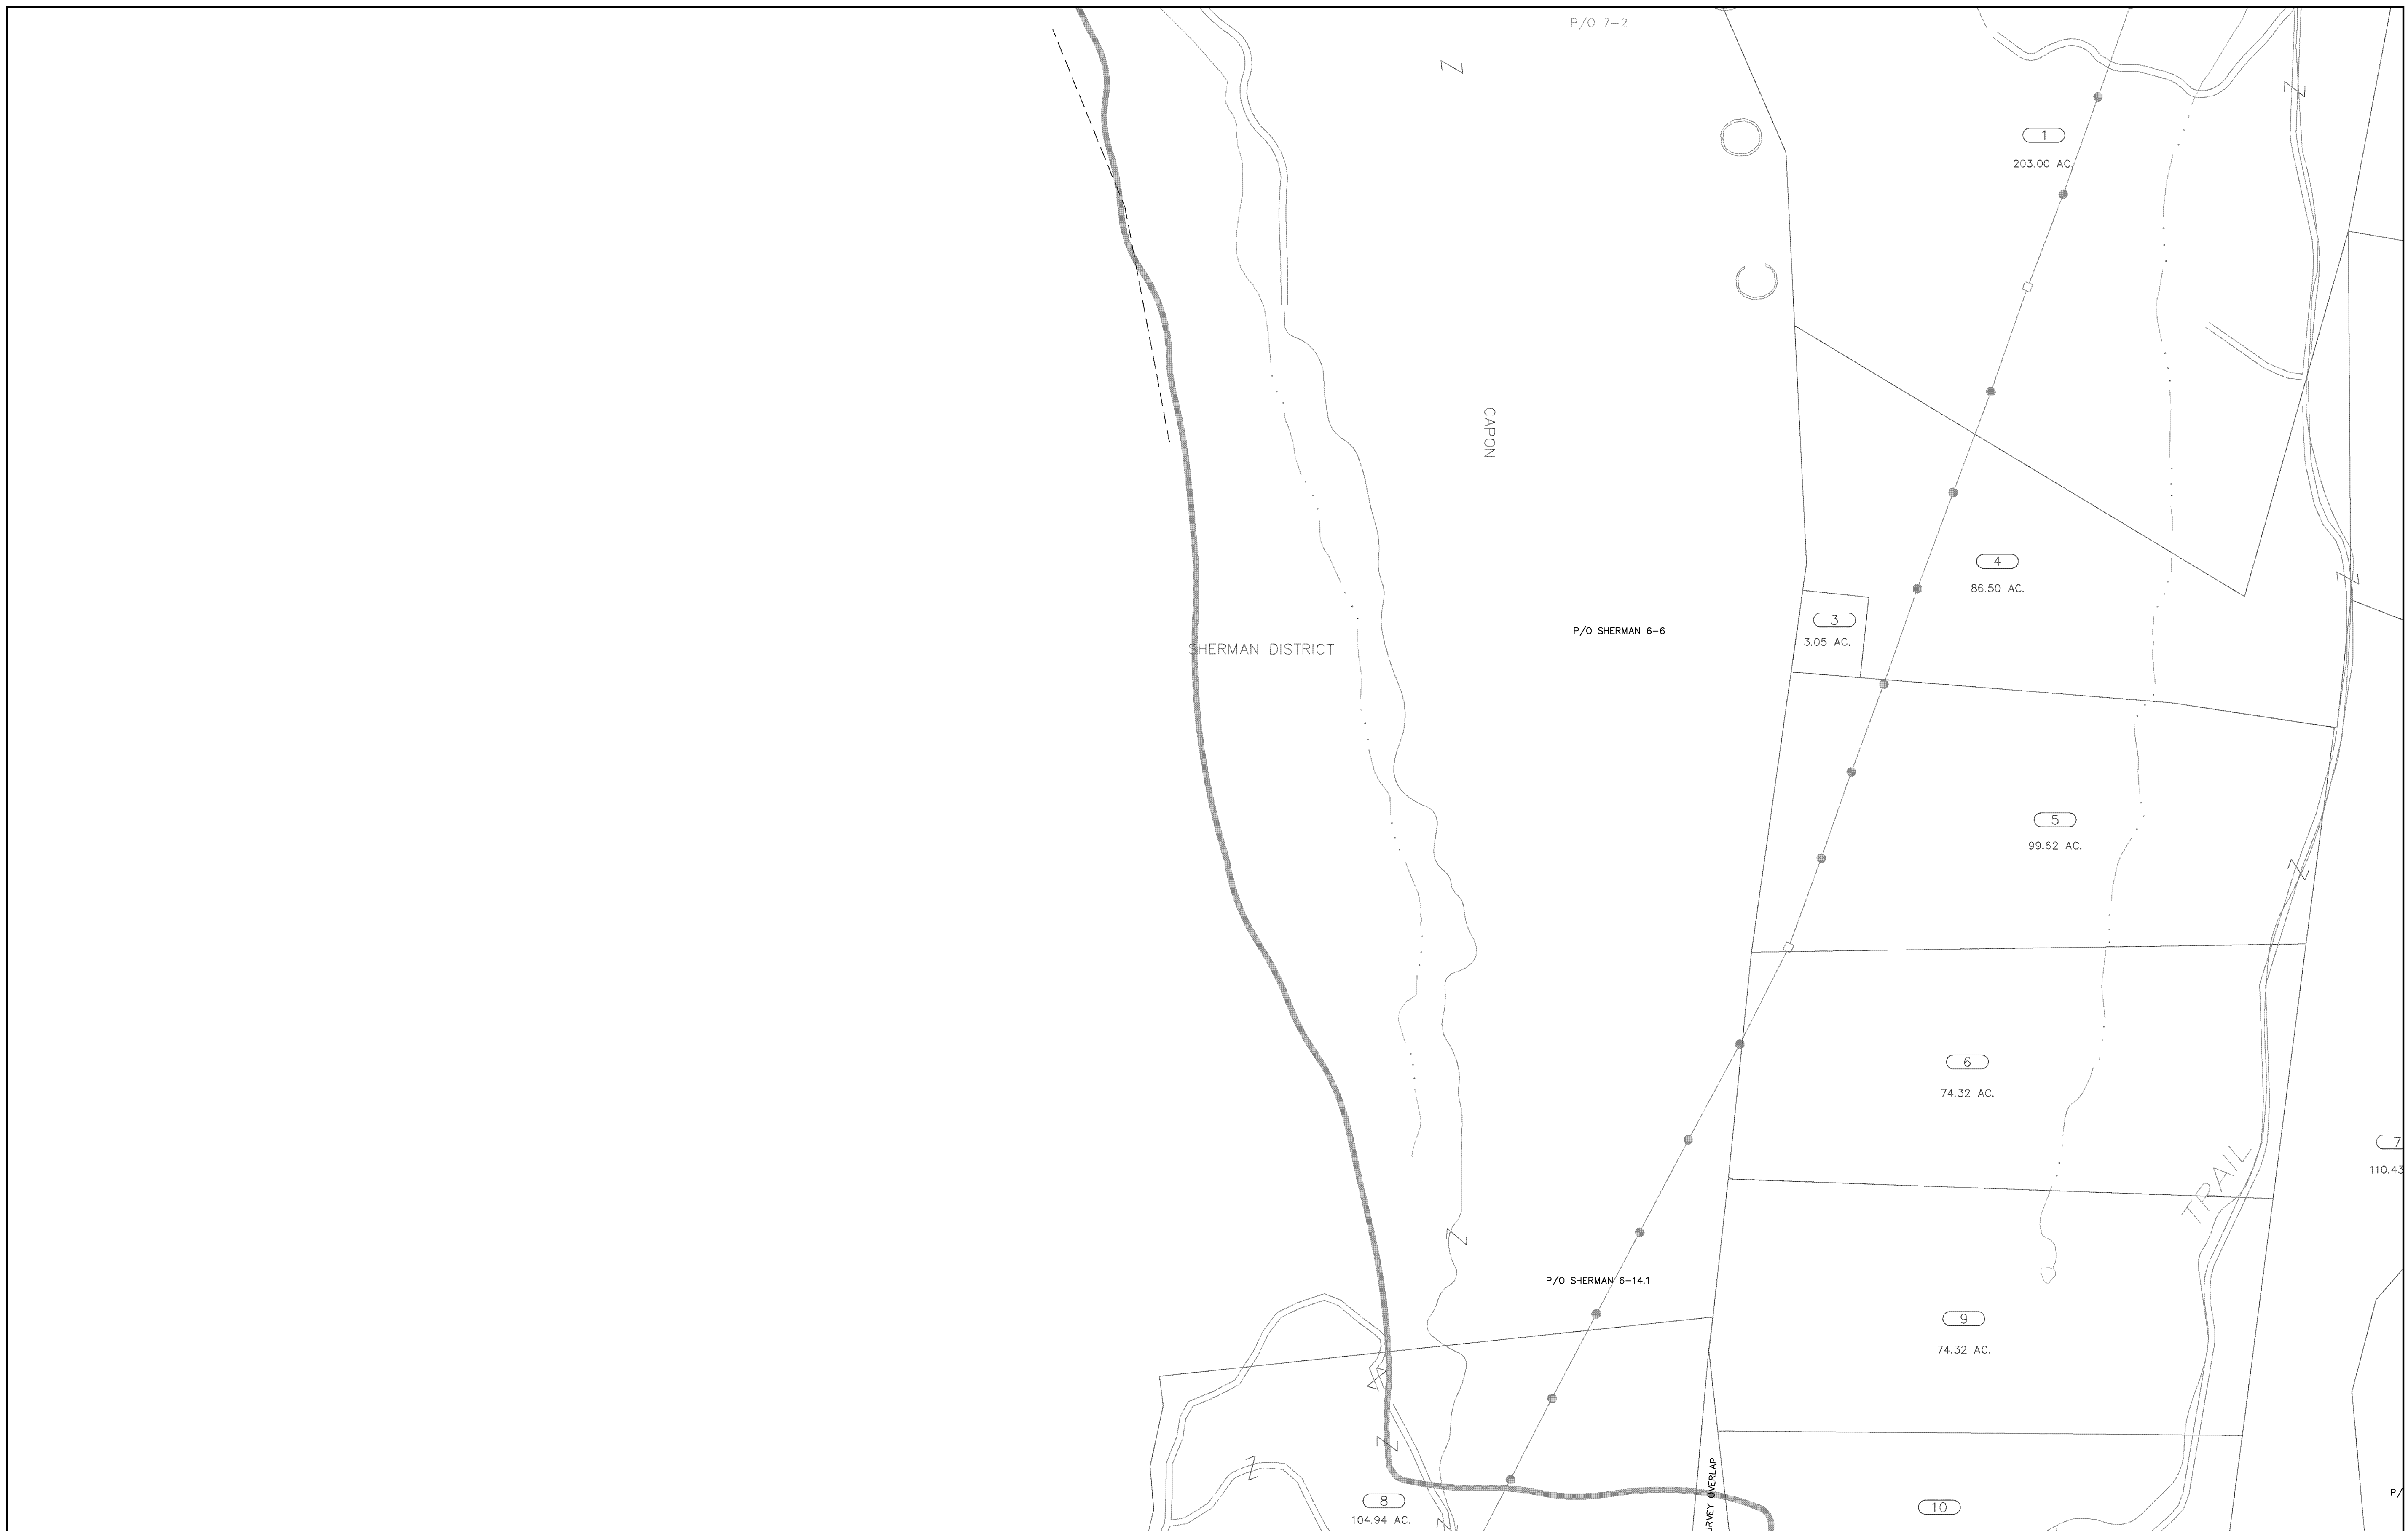 P/O 7-2
1
203.00 AC.
CAPON
4
86.50 AC.
3
3.05 AC.
P/O SHERMAN 6-6
SHERMAN DISTRICT
5
99.62 AC.
6
74.32 AC.
7
110.43
TRAIL
P/O SHERMAN 6-14.1
9
74.32 AC.
OVERLAP
8
104.94 AC.
10
P/